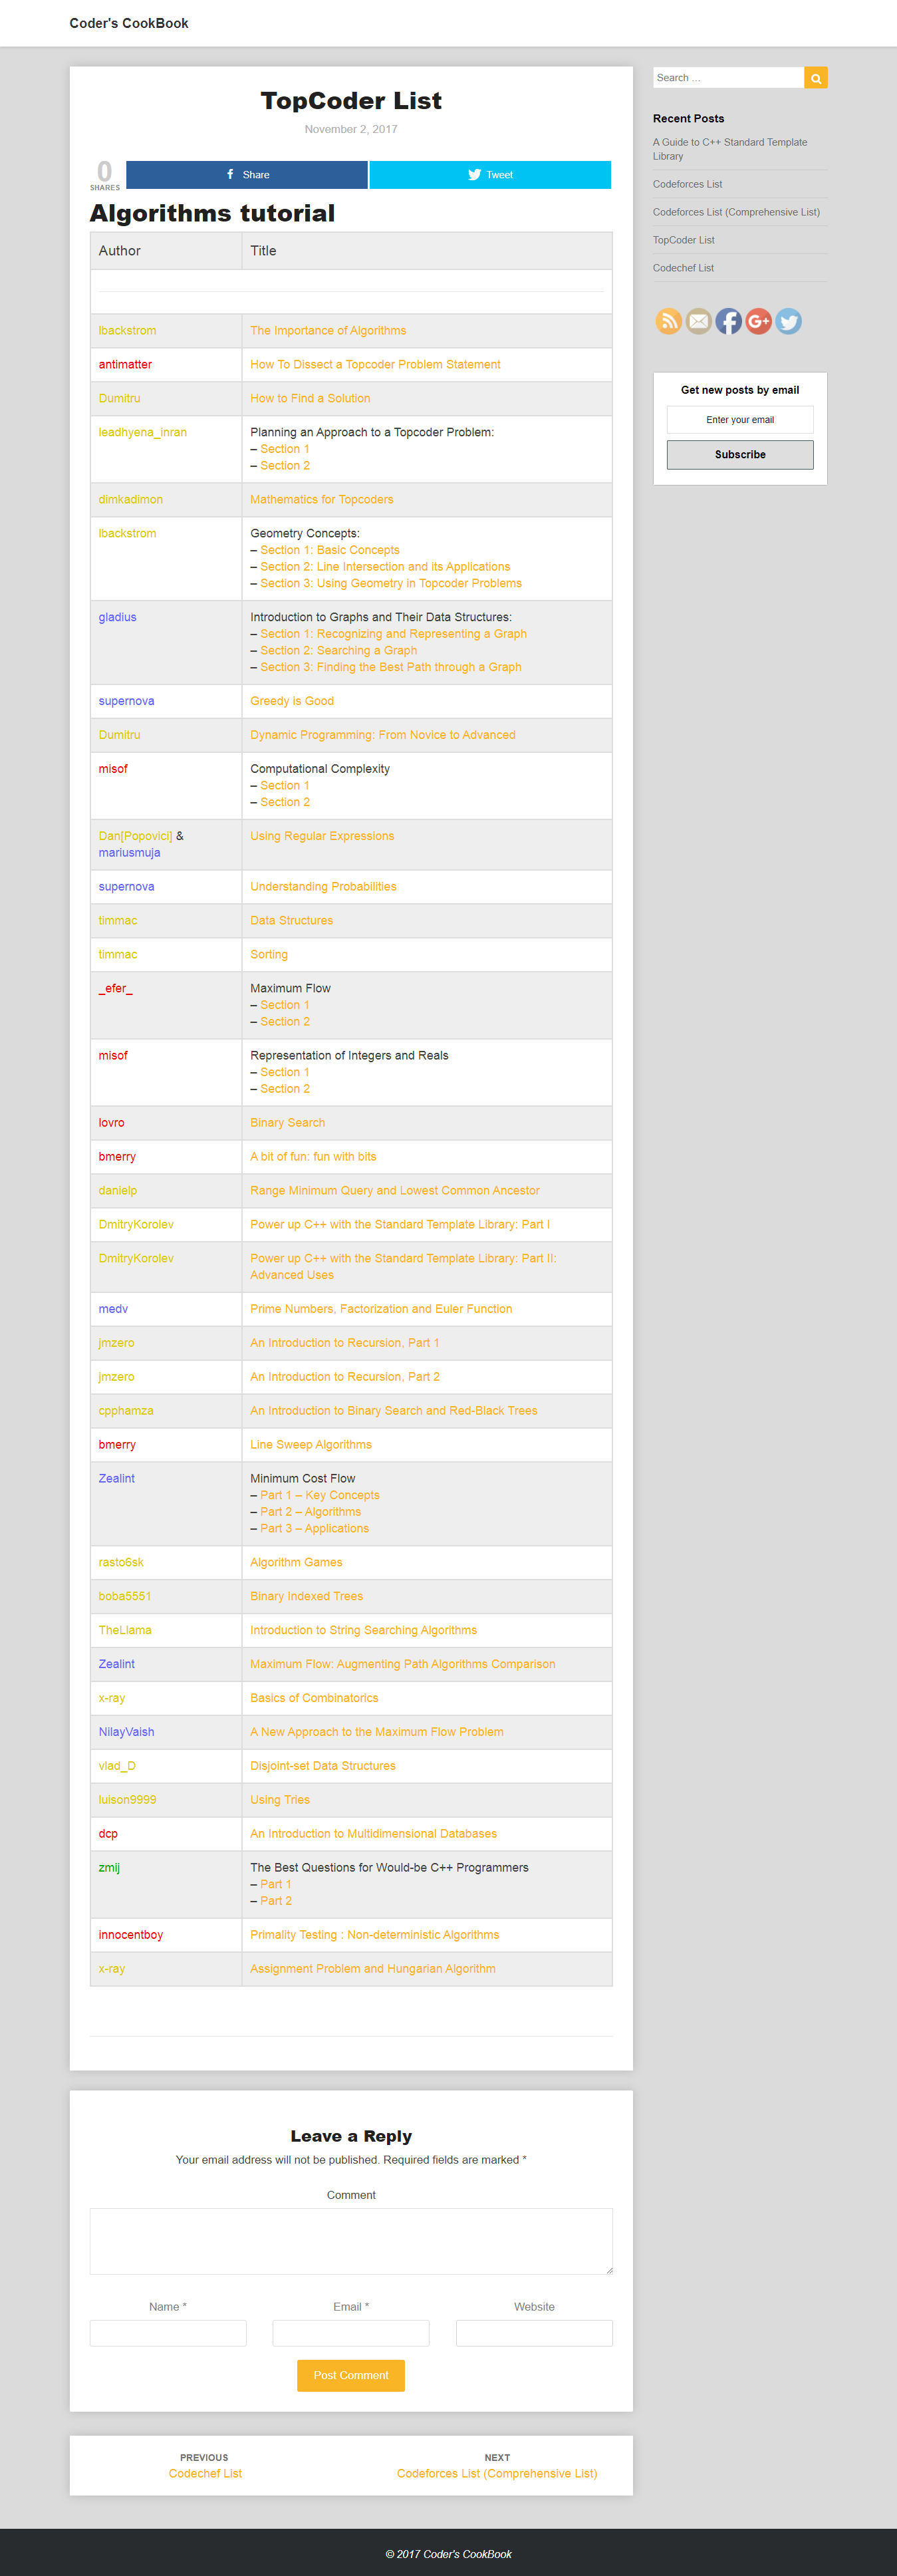 Coder's CookBook
TopCoder List
November 2, 2017
0
SHARES
Share
Tweet
Algorithms tutorial
Author Title
lbackstrom The Importance of Algorithms
antimatter How To Dissect a Topcoder Problem Statement
Dumitru How to Find a Solution
leadhyena_inran Planning an Approach to a Topcoder Problem:
– Section 1
– Section 2
dimkadimon Mathematics for Topcoders
lbackstrom Geometry Concepts:
– Section 1: Basic Concepts
– Section 2: Line Intersection and its Applications
– Section 3: Using Geometry in Topcoder Problems
gladius Introduction to Graphs and Their Data Structures:
– Section 1: Recognizing and Representing a Graph
– Section 2: Searching a Graph
– Section 3: Finding the Best Path through a Graph
supernova Greedy is Good
Dumitru Dynamic Programming: From Novice to Advanced
misof Computational Complexity
– Section 1
– Section 2
Dan[Popovici] & Using Regular Expressions
mariusmuja
supernova Understanding Probabilities
timmac Data Structures
timmac Sorting
_efer_ Maximum Flow
– Section 1
– Section 2
misof Representation of Integers and Reals
– Section 1
– Section 2
lovro Binary Search
bmerry A bit of fun: fun with bits
danielp Range Minimum Query and Lowest Common Ancestor
DmitryKorolev Power up C++ with the Standard Template Library: Part I
DmitryKorolev Power up C++ with the Standard Template Library: Part II:
Advanced Uses
medv Prime Numbers, Factorization and Euler Function
jmzero An Introduction to Recursion, Part 1
jmzero An Introduction to Recursion, Part 2
cpphamza An Introduction to Binary Search and Red-Black Trees
bmerry Line Sweep Algorithms
Zealint Minimum Cost Flow
– Part 1 – Key Concepts
– Part 2 – Algorithms
– Part 3 – Applications
rasto6sk Algorithm Games
boba5551 Binary Indexed Trees
TheLlama Introduction to String Searching Algorithms
Zealint Maximum Flow: Augmenting Path Algorithms Comparison
x-ray Basics of Combinatorics
NilayVaish A New Approach to the Maximum Flow Problem
vlad_D Disjoint-set Data Structures
luison9999 Using Tries
dcp An Introduction to Multidimensional Databases
zmij The Best Questions for Would-be C++ Programmers
– Part 1
– Part 2
innocentboy Primality Testing : Non-deterministic Algorithms
x-ray Assignment Problem and Hungarian Algorithm
Leave a Reply
Your email address will not be published. Required fields are marked *
Comment
Name * Email * Website
Post Comment
PREVIOUS
Codechef List
NEXT
Codeforces List (Comprehensive List)
Search …
Recent Posts
A Guide to C++ Standard Template
Library
Codeforces List
Codeforces List (Comprehensive List)
TopCoder List
Codechef List
Get new posts by email
Enter your email
Subscribe
© 2017 Coder's CookBook